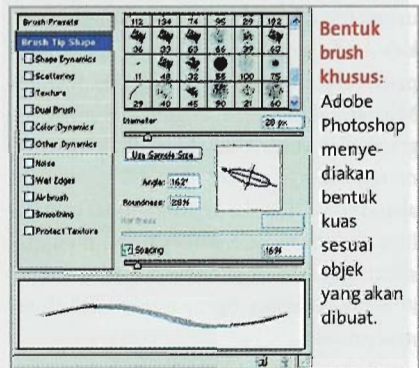 Brush Presets
Brush Tip Shape
Shape Dynamics
Scattering
Texture
Dual Brush
Color Dynamics
Other Dynamics
Noise
Wet Edges
Airbrush
Smoothing
Protect Texture
112 134 74 95 29 192
36 33 63 66 39 63
11 48 32 55 100 75
29 40 45 90 21 60
Diameter 28 px
Use Sample Size
Angle: 162°
Roundness: 28%
Hardness
Spacing 16%
Bentuk
brush
khusus:
Adobe
Photoshop
menye-
diakan
bentuk
kuas
sesuai
objek
yang akan
dibuat.